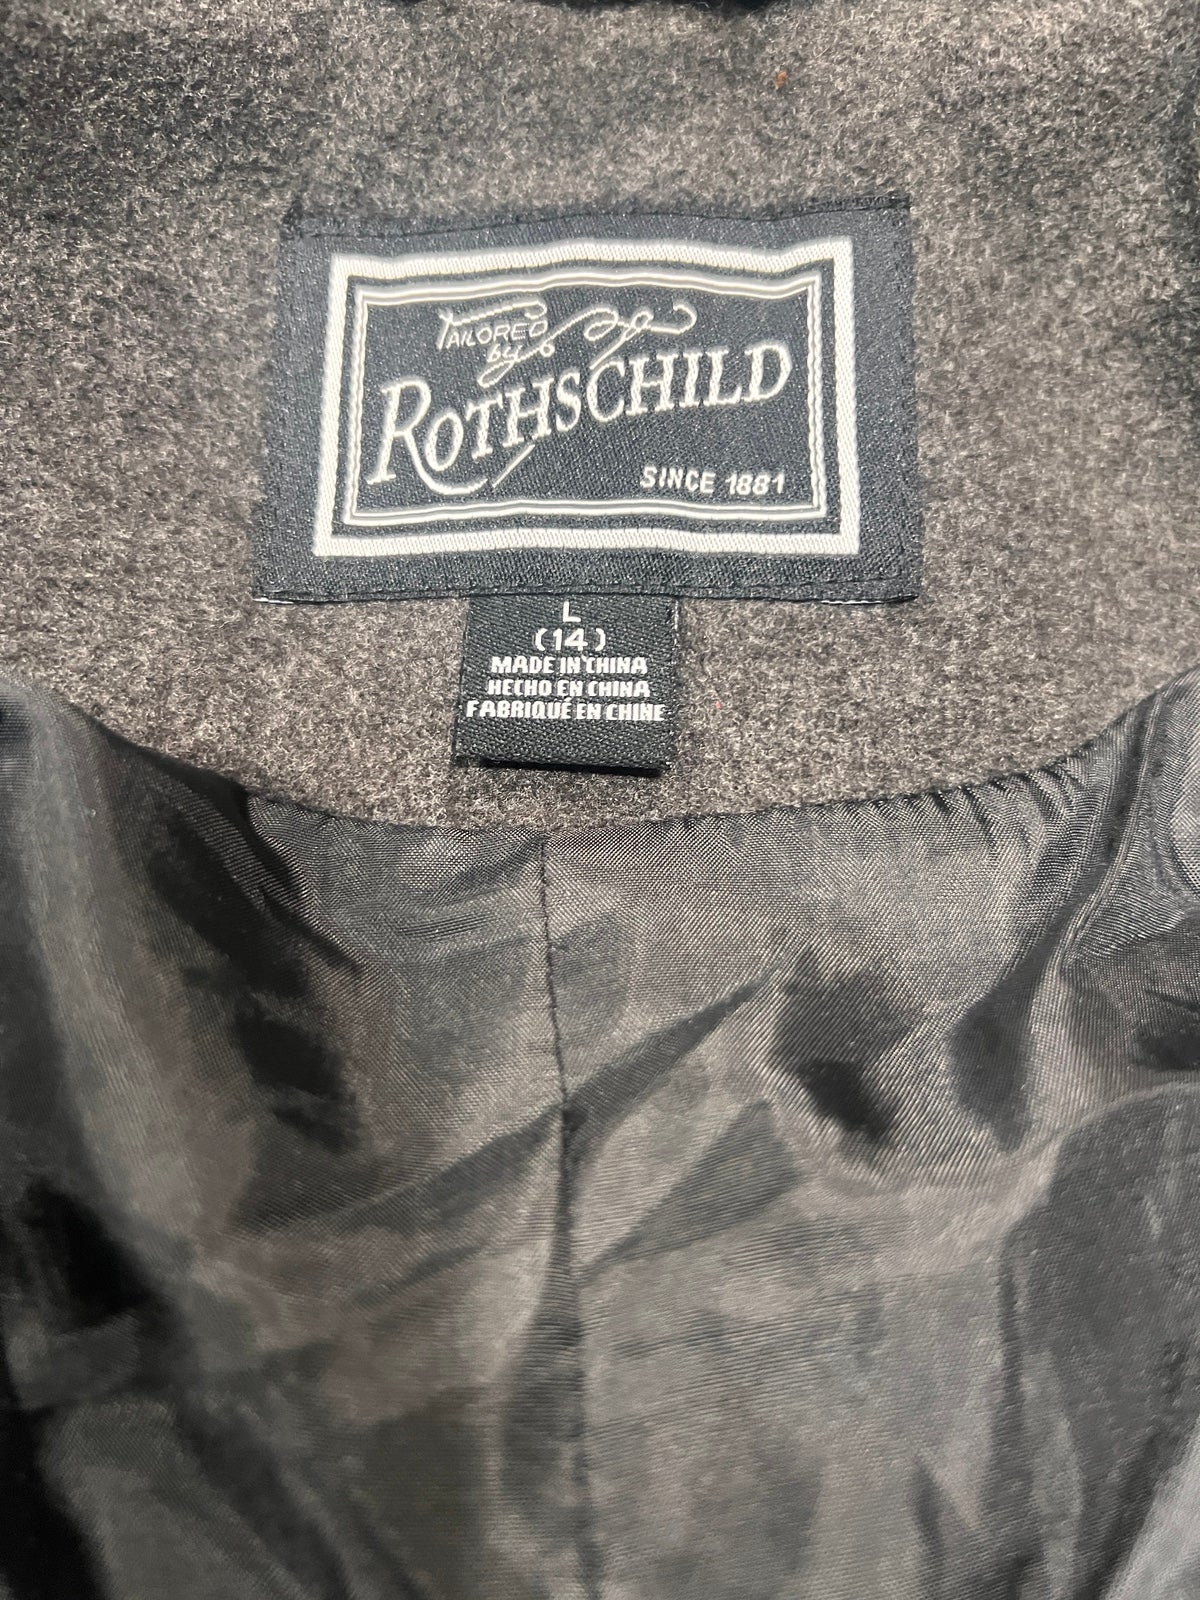 TAILORED
by
ROTHSCHILD
SINCE 1881
L
(14)
MADE IN CHINA
HECHO EN CHINA
FABRIQUÉ EN CHINE